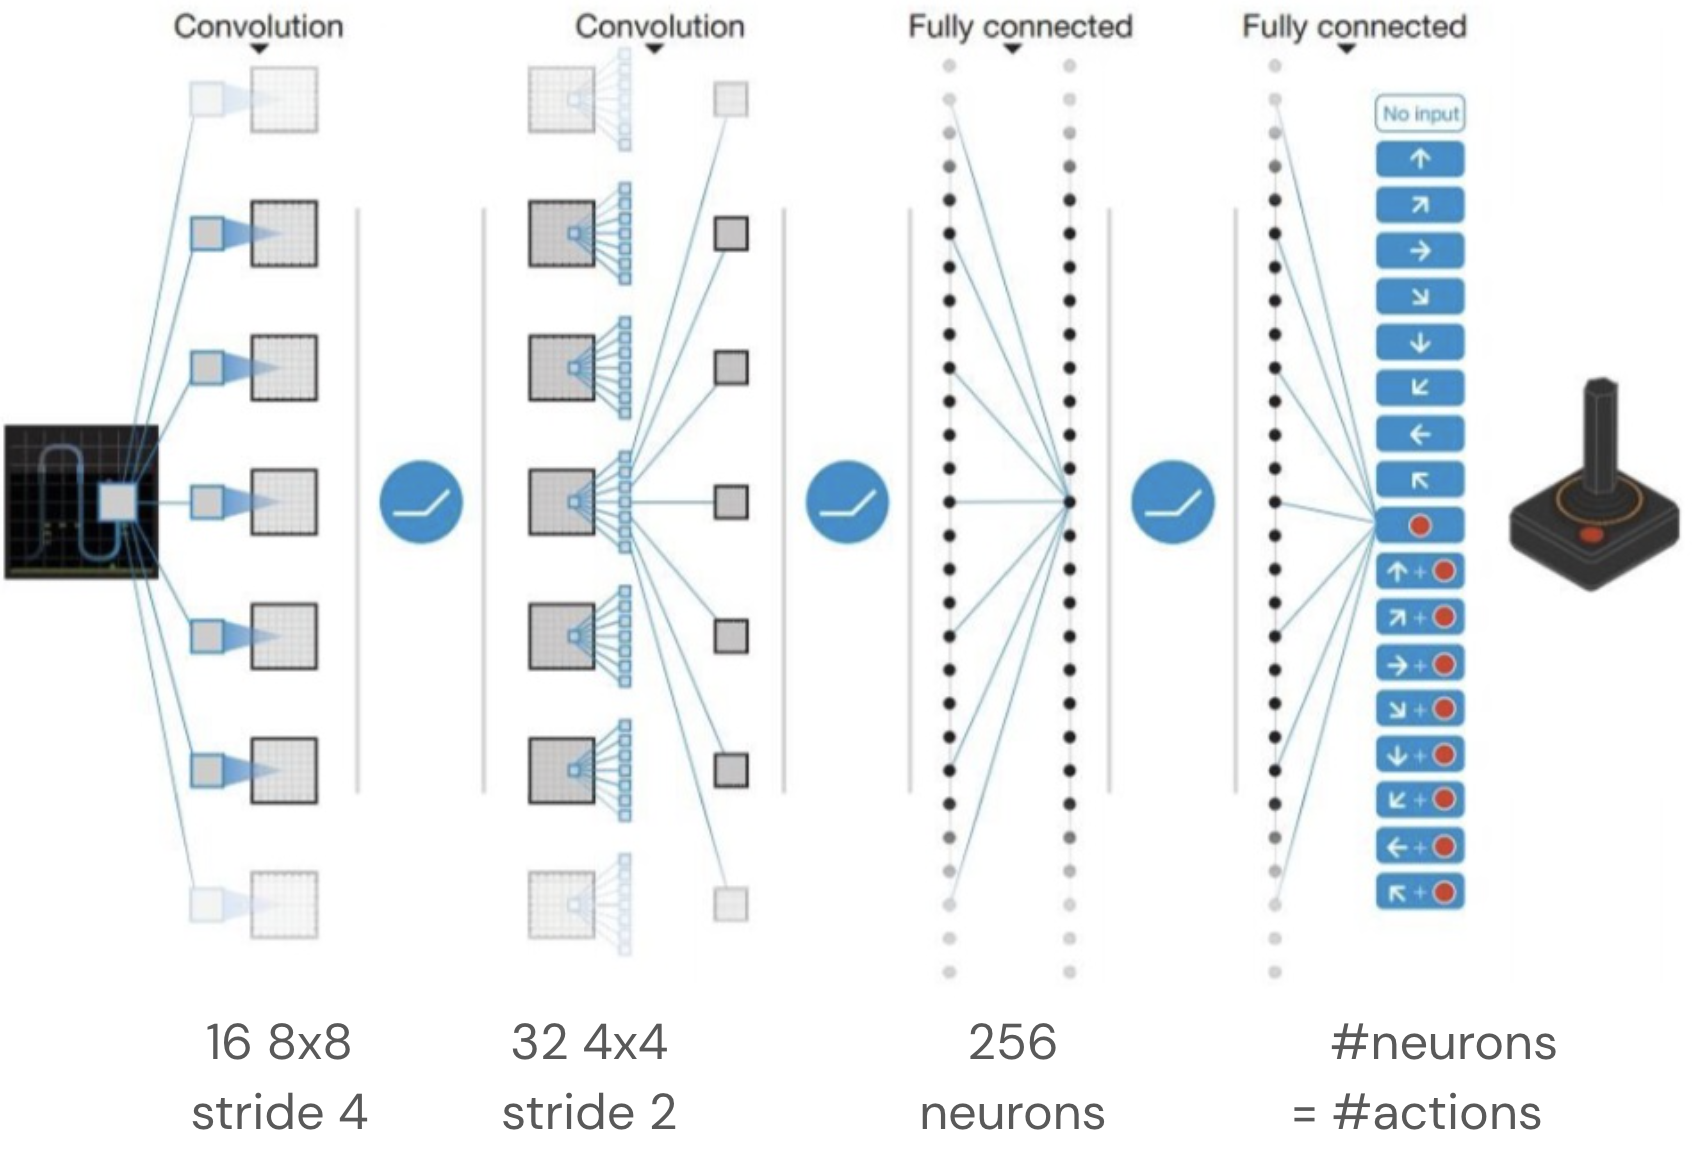 Convolution
Convolution
Fully connected
Fully connected
No input
+
+
+
+
+
+
+
+
16 8x8
stride 4
32 4x4
stride 2
256
neurons
#neurons
= #actions